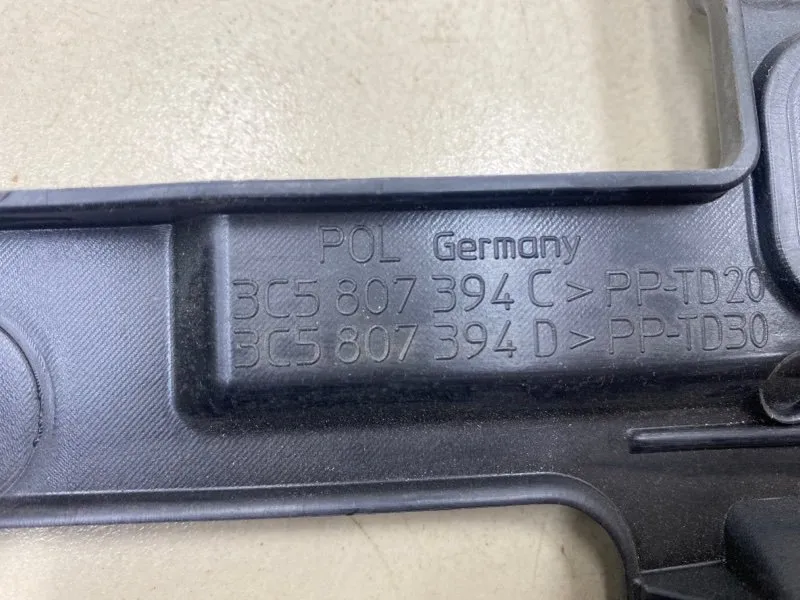 POL Germany
3C5 807 394 C > PP-TD20
3C5 807 394 D > PP-TD30